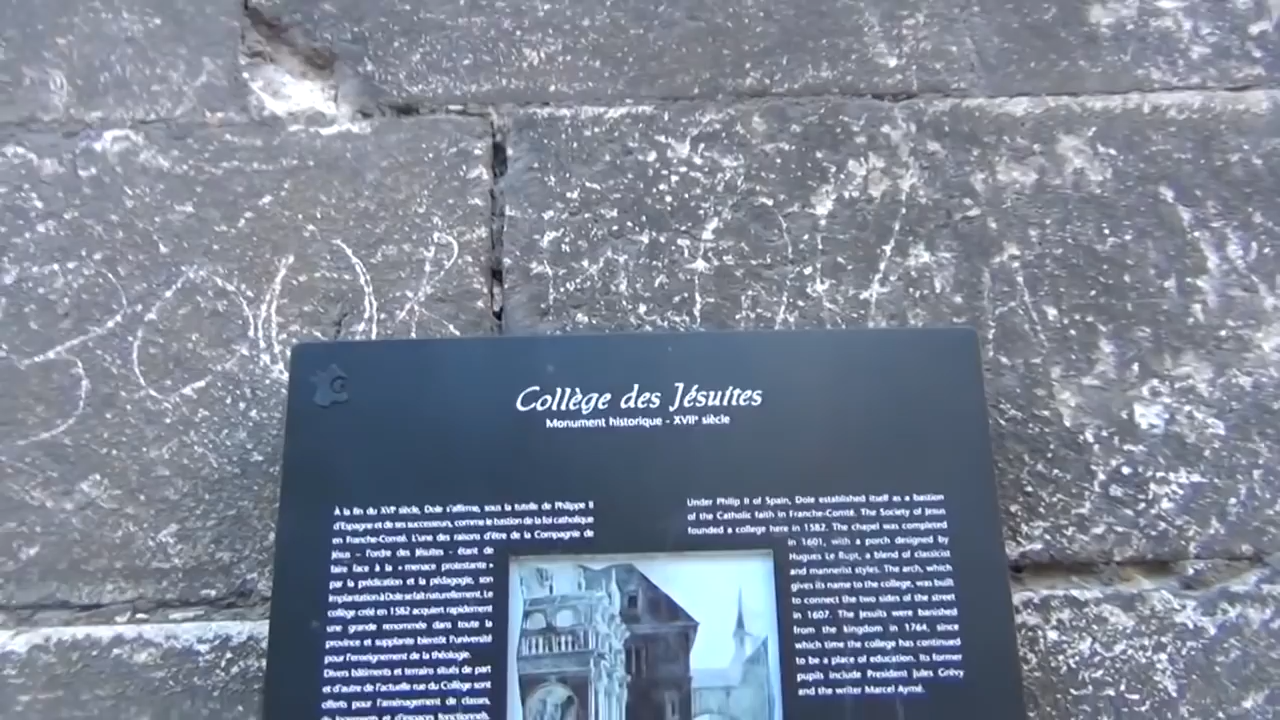 Collège des Jésuites
Monument historique - XVIIe siècle
À la fin du XVIe siècle, Dole s'affirme, sous la tutelle de Philippe II
d'Espagne et de ses successeurs, comme le bastion de la foi catholique
en Franche-Comté. L'une des raisons d'être de la Compagnie de
Jésus – l'ordre des Jésuites – étant de
faire face à la « menace protestante »
par la prédication et la pédagogie, son
implantation à Dole se fait naturellement. Le
collège créé en 1582 acquiert rapidement
une grande renommée dans toute la
province et supplante bientôt l'université
pour l'enseignement de la théologie.
Divers bâtiments et terrains situés de part
et d'autre de l'actuelle rue du Collège sont
offerts pour l'aménagement de classes,
de logements et d'espaces fonctionnels.
Under Philip II of Spain, Dole established itself as a bastion
of the Catholic faith in Franche-Comté. The Society of Jesus
founded a college here in 1582. The chapel was completed
in 1601, with a porch designed by
Hugues Le Rupt, a blend of classicist
and mannerist styles. The arch, which
gives its name to the college, was built
to connect the two sides of the street
in 1607. The Jesuits were banished
from the kingdom in 1764, since
which time the college has continued
to be a place of education. Its former
pupils include President Jules Grévy
and the writer Marcel Aymé.